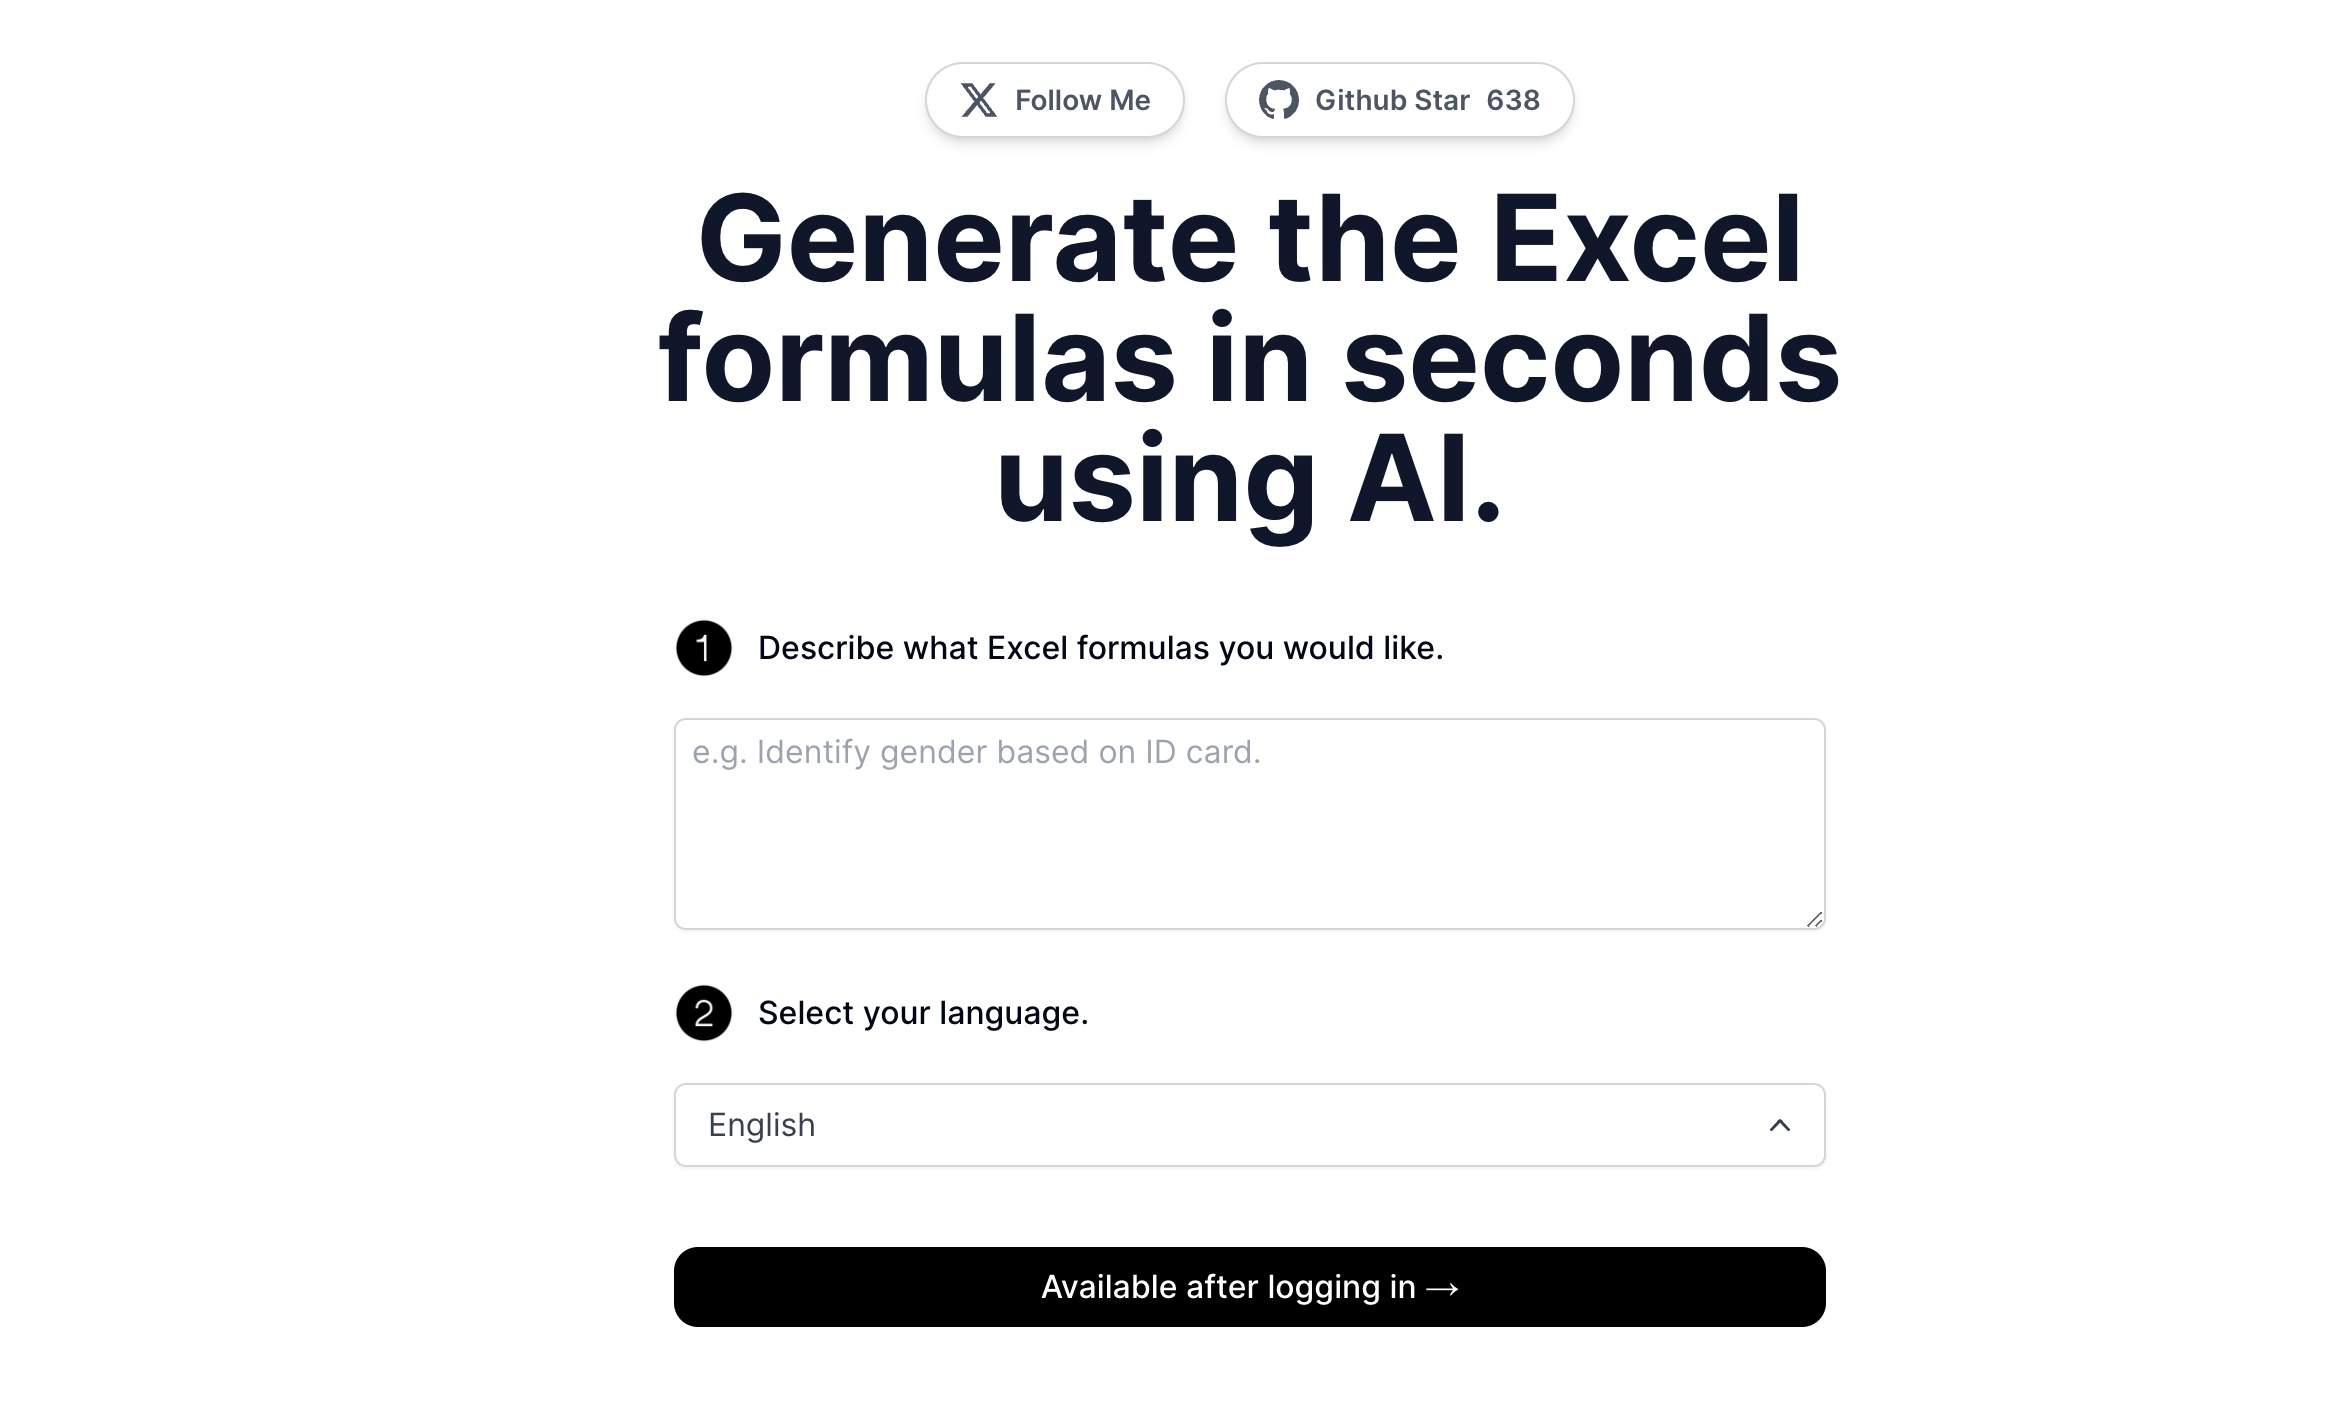 Follow Me
Github Star 638
Generate the Excel
formulas in seconds
using AI.
1 Describe what Excel formulas you would like.
e.g. Identify gender based on ID card.
2 Select your language.
English
Available after logging in →